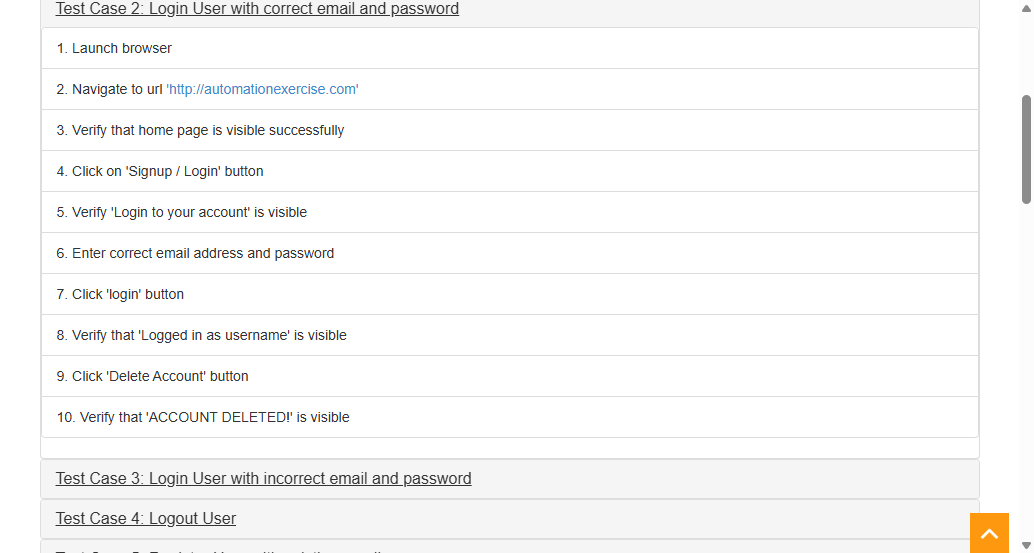 Test Case 2: Login User with correct email and password
1. Launch browser
2. Navigate to url 'http://automationexercise.com'
3. Verify that home page is visible successfully
4. Click on 'Signup / Login' button
5. Verify 'Login to your account' is visible
6. Enter correct email address and password
7. Click 'login' button
8. Verify that 'Logged in as username' is visible
9. Click 'Delete Account' button
10. Verify that 'ACCOUNT DELETED!' is visible
Test Case 3: Login User with incorrect email and password
Test Case 4: Logout User